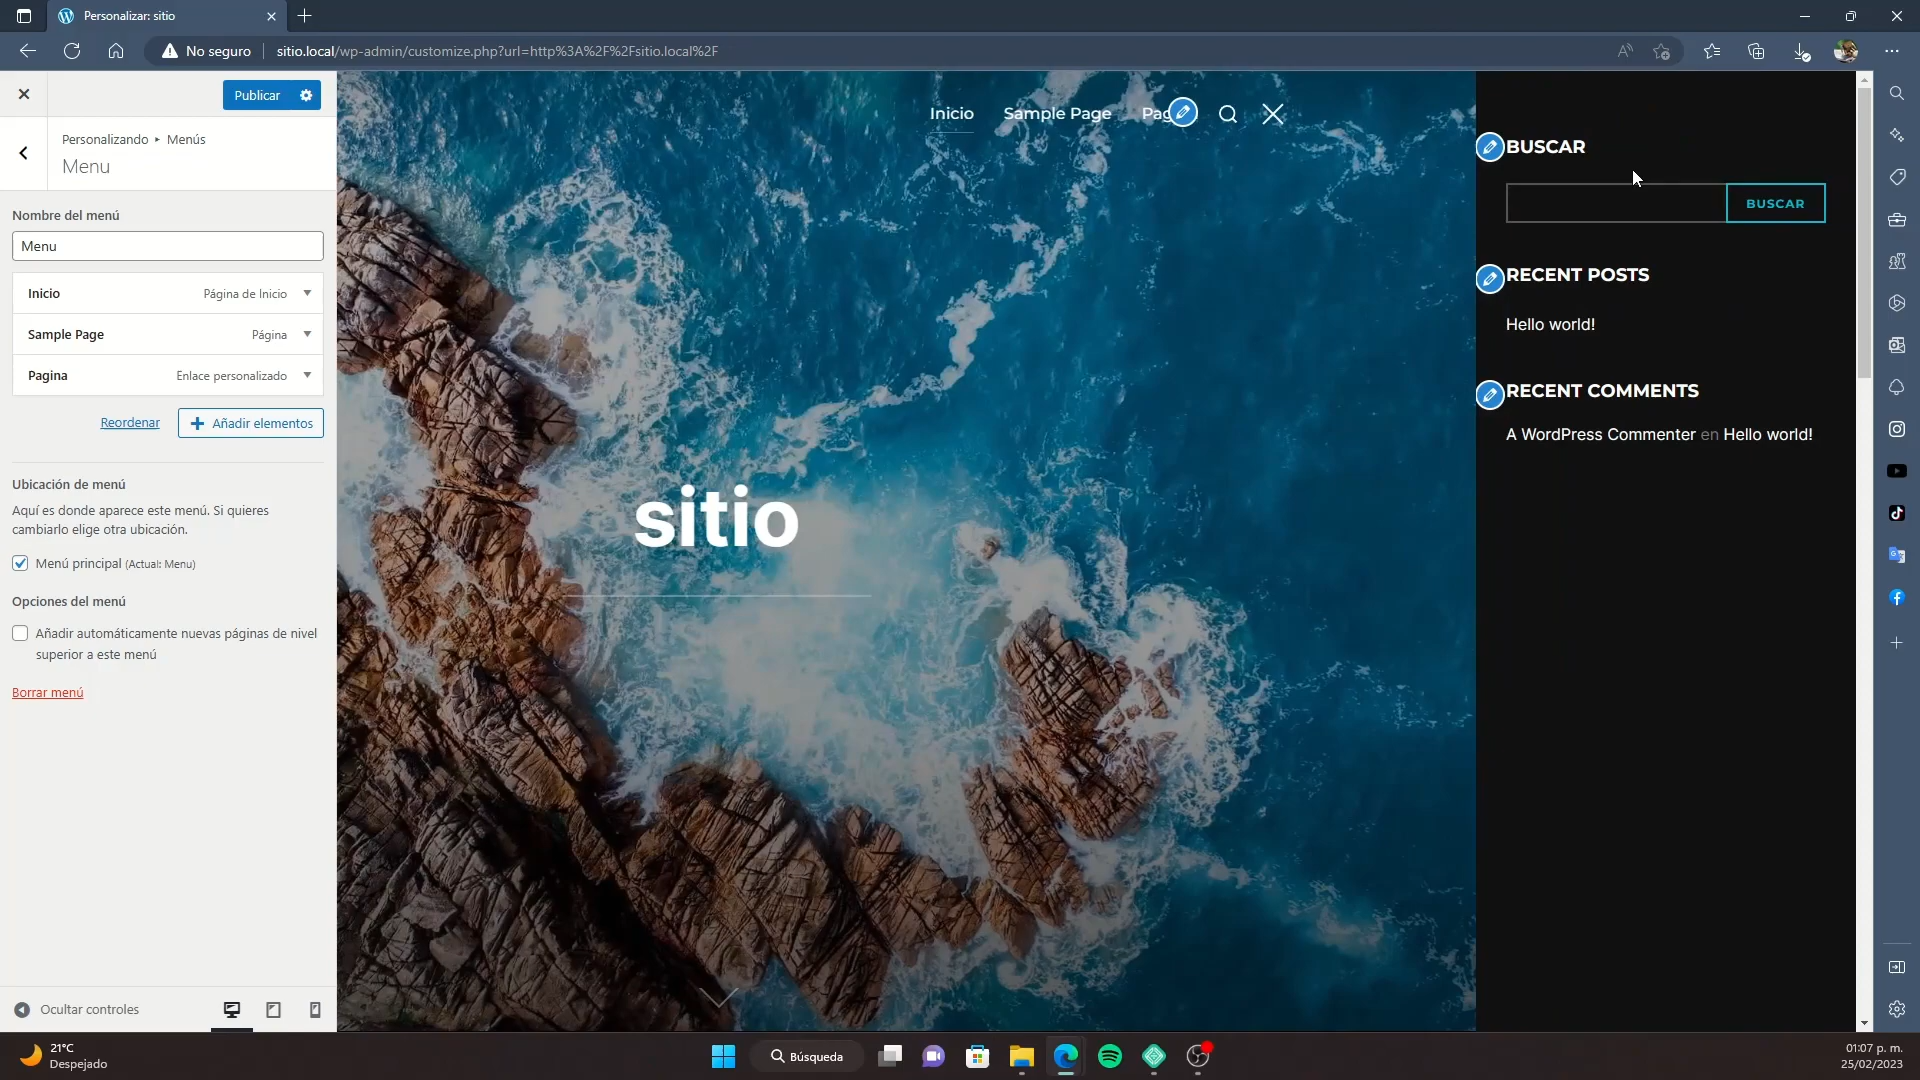 Personalizar: sitio
No seguro
sitio.local/wp-admin/customize.php?url=http%3A%2F%2Fsitio.local%2F
Publicar
Personalizando ▸ Menús
Menu
Nombre del menú
Menu
Inicio Página de Inicio
Sample Page Página
Pagina Enlace personalizado
Reordenar
Añadir elementos
Ubicación de menú
Aquí es donde aparece este menú. Si quieres
cambiarlo elige otra ubicación.
Menú principal (Actual: Menu)
Opciones del menú
Añadir automáticamente nuevas páginas de nivel
superior a este menú
Borrar menú
Ocultar controles
Inicio Sample Page Pag
sitio
BUSCAR
BUSCAR
RECENT POSTS
Hello world!
RECENT COMMENTS
A WordPress Commenter en Hello world!
21°C
Despejado
Búsqueda
01:07 p. m.
25/02/2023